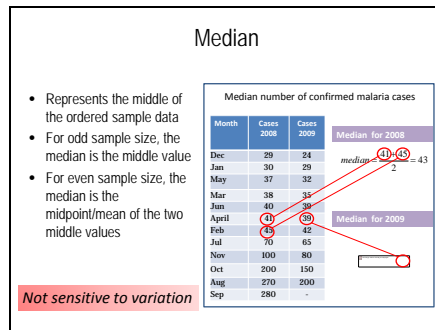 Median
• Represents the middle of
the ordered sample data
• For odd sample size, the
median is the middle value
• For even sample size, the
median is the
midpoint/mean of the two
middle values
Not sensitive to variation
Median number of confirmed malaria cases
Month Cases 2008 Cases 2009
Dec 29 24
Jan 30 29
May 37 32
Mar 38 35
Jun 40 39
April 41 39
Feb 45 42
Jul 70 65
Nov 100 80
Oct 200 150
Aug 270 200
Sep 280 -
Median for 2008
median = 41+45 / 2 = 43
Median for 2009